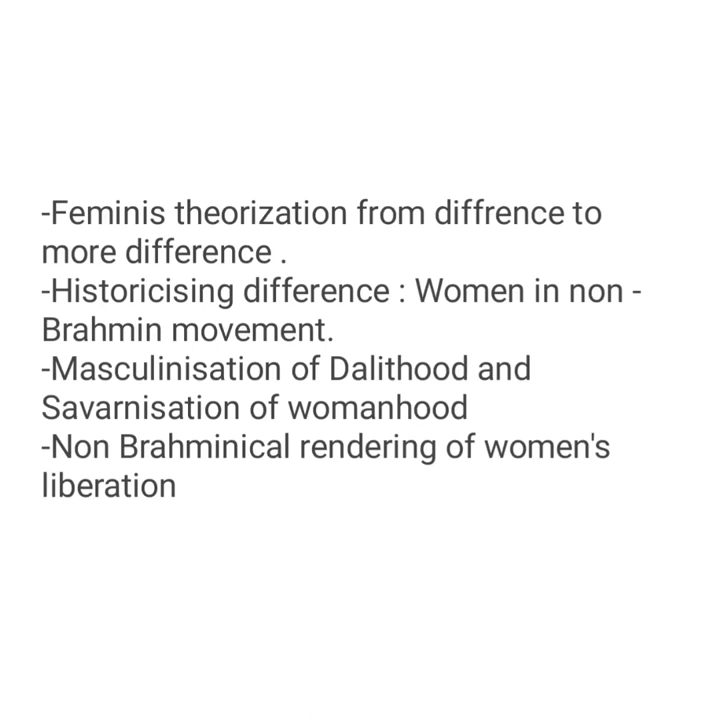 -Feminis theorization from diffrence to
more difference .
-Historicising difference : Women in non -
Brahmin movement.
-Masculinisation of Dalithood and
Savarnisation of womanhood
-Non Brahminical rendering of women's
liberation